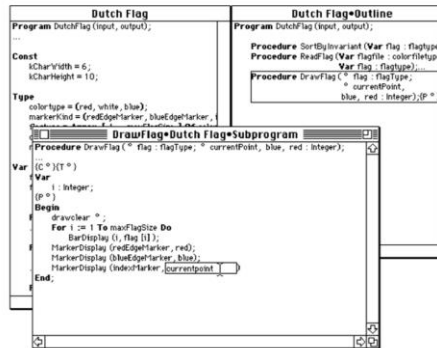 Dutch Flag
Program DutchFlag (input, output);
...
Const
kCharWidth = 6;
kCharHeight = 10;
Type
colortype = (red, white, blue);
markerKind = (redEdgeMarker, blueEdgeMarker,
Var
Dutch Flag•Outline
Program DutchFlag (input, output);
Procedure SortByInvariant (Var flag : flagtype
Procedure ReadFlag (Var flagfile : colorfiletype
Var flag : flagtype);...
Procedure DrawFlag (° flag : flagType;
° currentPoint,
blue, red : Integer);(P°)
DrawFlag•Dutch Flag•Subprogram
Procedure DrawFlag (° flag : flagType; ° currentPoint, blue, red : Integer);
...
(C°)(T°)
Var
i : Integer;
(P°)
Begin
drawclear °;
For i := 1 To maxFlagSize Do
BarDisplay (i, flag [i]);
MarkerDisplay (redEdgeMarker, red);
MarkerDisplay (blueEdgeMarker, blue);
MarkerDisplay (indexMarker, currentpoint )
End;